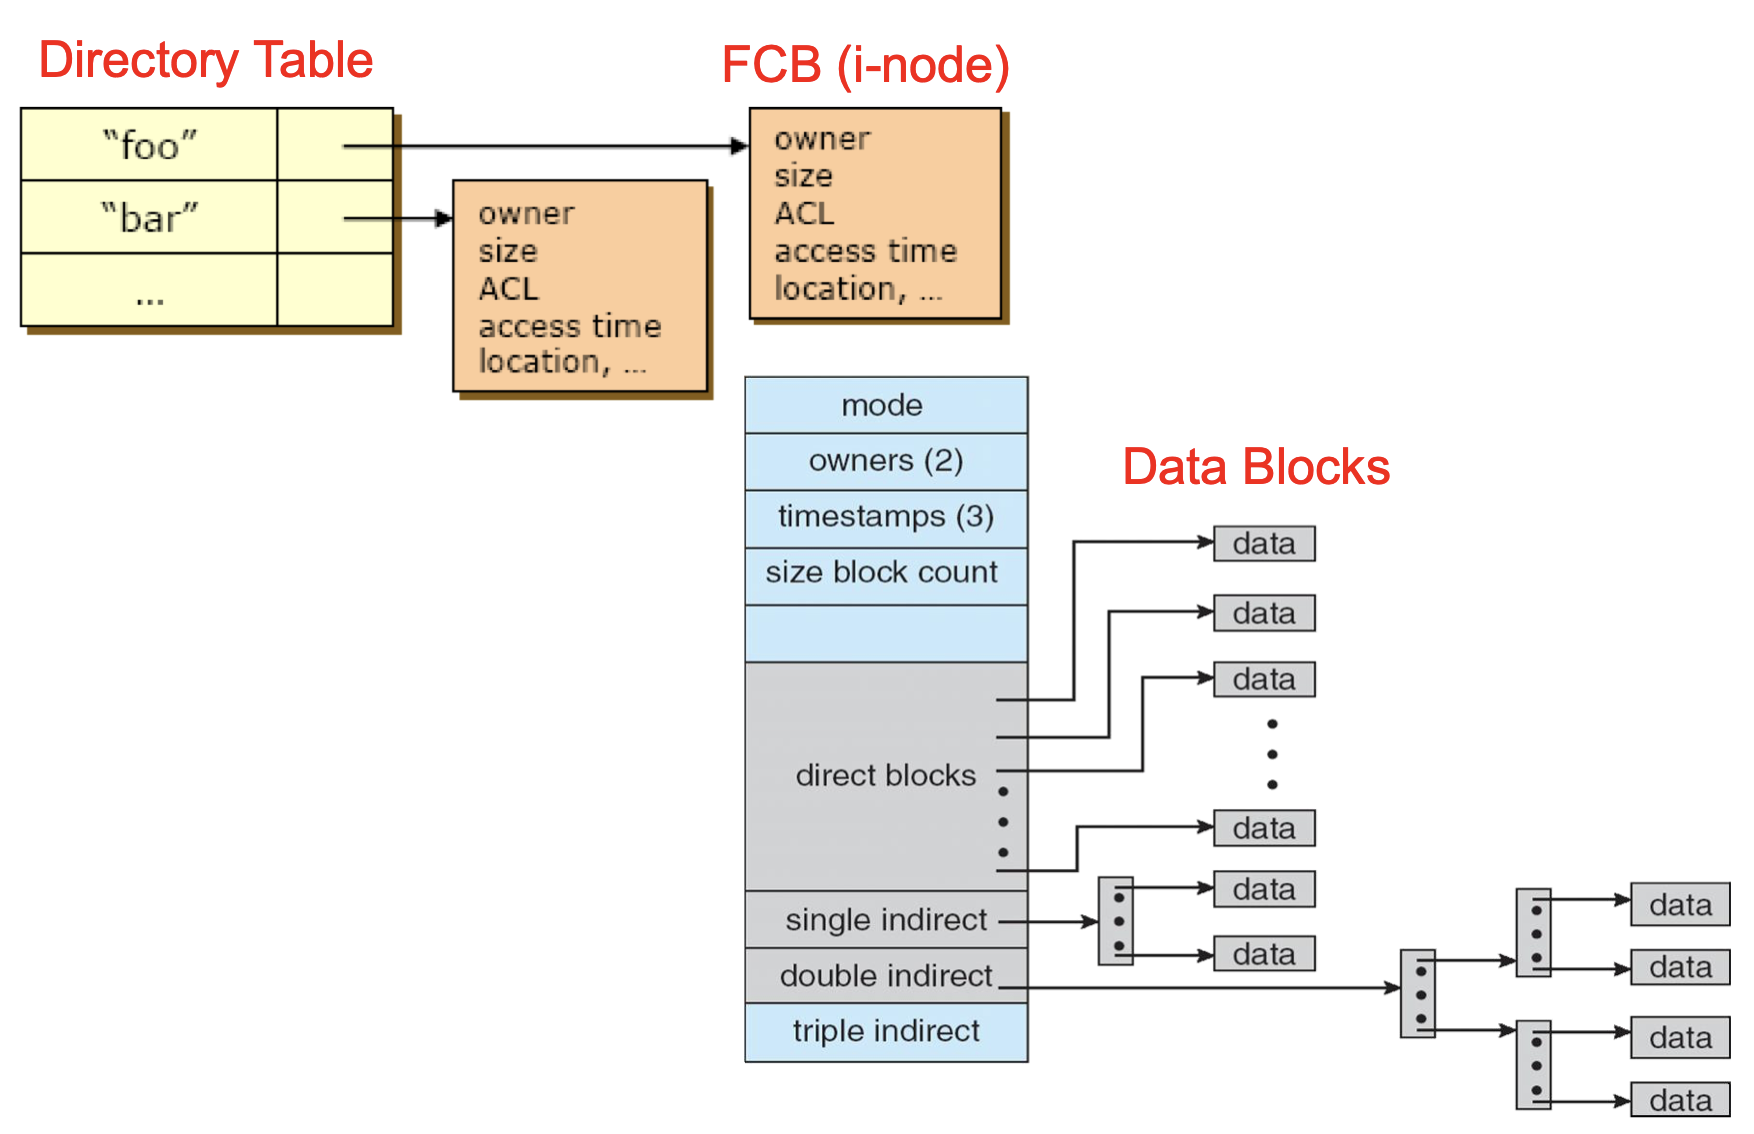 Directory Table
FCB (i-node)
“foo”
“bar”
...
owner
size
ACL
access time
location, ...
owner
size
ACL
access time
location, ...
mode
owners (2)
timestamps (3)
size block count
direct blocks
single indirect
double indirect
triple indirect
Data Blocks
data
data
data
data
data
data
data
data
data
data